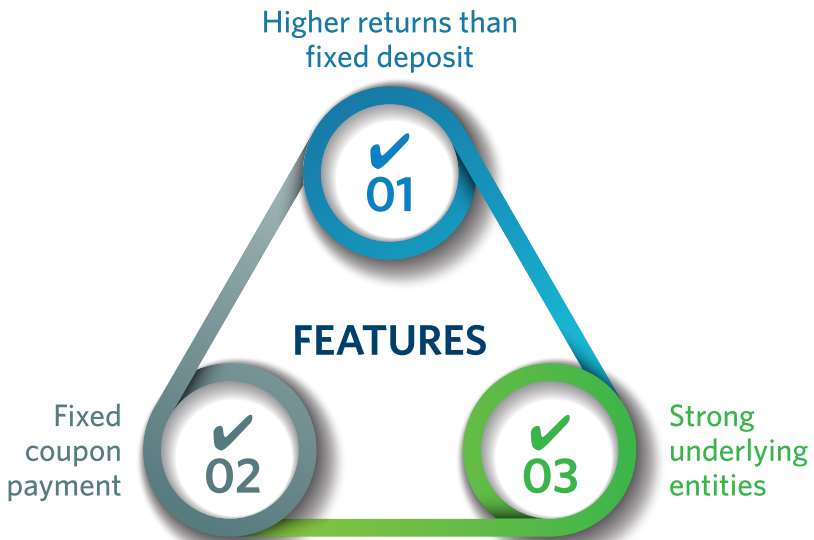 Higher returns than
fixed deposit
✔
01
FEATURES
Fixed
coupon
payment
✔
02
✔
03
Strong
underlying
entities